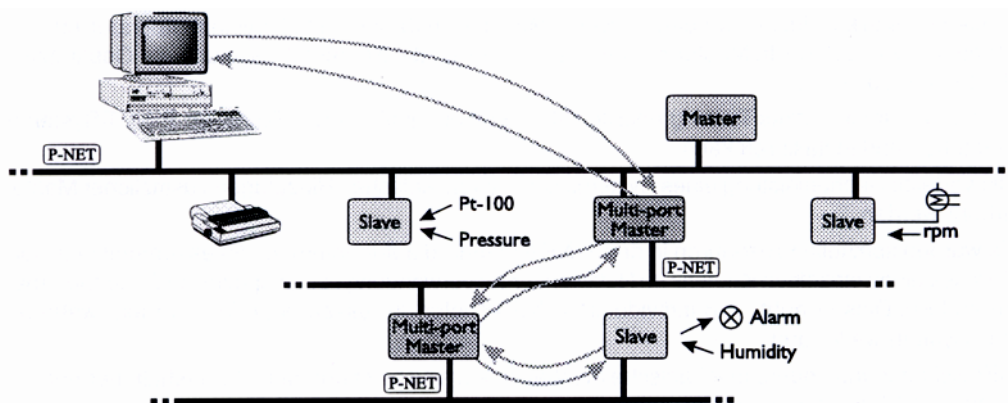 Master
P-NET
Slave
Pt-100
Pressure
Multi-port
Master
Slave
rpm
P-NET
Multi-port
Master
Slave
Alarm
Humidity
P-NET